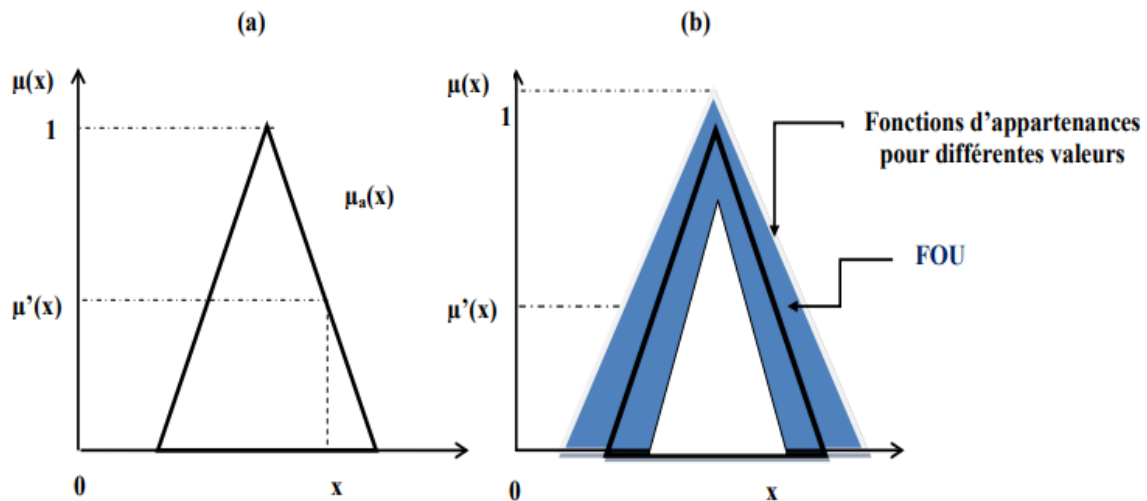 (a)
μ(x)
1
μa(x)
μ'(x)
0
x
(b)
μ(x)
1
Fonctions d'appartenances
pour différentes valeurs
FOU
μ'(x)
0
x